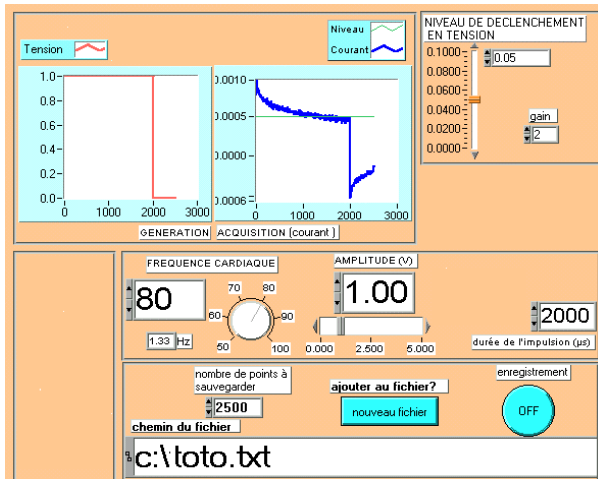 Tension
Niveau
Courant
1.0
0.8
0.6
0.4
0.2
0.0
0 1000 2000 3000
GENERATION
0.0010
0.0005
0.0000
0.0006
0 1000 2000 3000
ACQUISITION (courant )
NIVEAU DE DECLENCHEMENT
EN TENSION
0.1000
0.0800
0.0600
0.0400
0.0200
0.0000
0.05
gain
2
FREQUENCE CARDIAQUE
80
1.33 Hz
50 60 70 80 90 100
AMPLITUDE (V)
1.00
0.000 2.500 5.000
2000
durée de l'impulsion (µs)
nombre de points à
sauvegarder
2500
ajouter au fichier?
nouveau fichier
enregistrement
OFF
chemin du fichier
c:\toto.txt